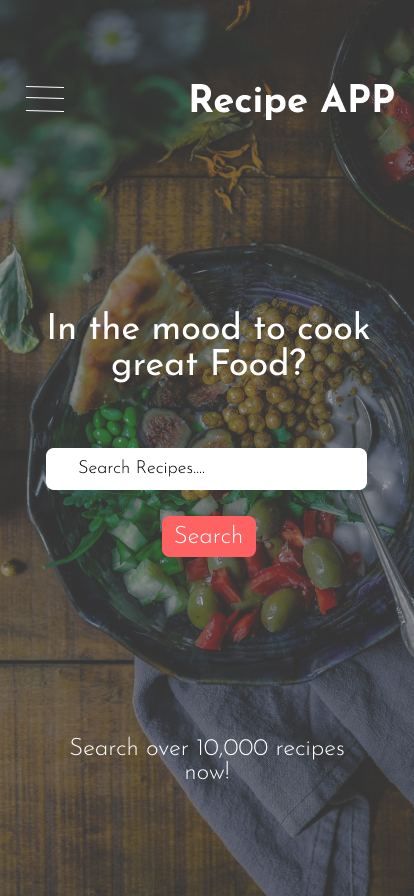 Recipe APP
In the mood to cook
great Food?
Search Recipes....
Search
Search over 10,000 recipes
now!